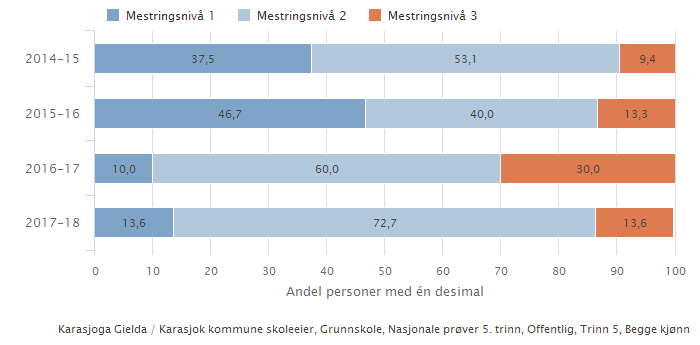 Mestringsnivå 1 Mestringsnivå 2 Mestringsnivå 3
2014-15 37,5 53,1 9,4
2015-16 46,7 40,0 13,3
2016-17 10,0 60,0 30,0
2017-18 13,6 72,7 13,6
0 10 20 30 40 50 60 70 80 90 100
Andel personer med én desimal
Karasjoga Gielda / Karasjok kommune skoleeier, Grunnskole, Nasjonale prøver 5. trinn, Offentlig, Trinn 5, Begge kjønn